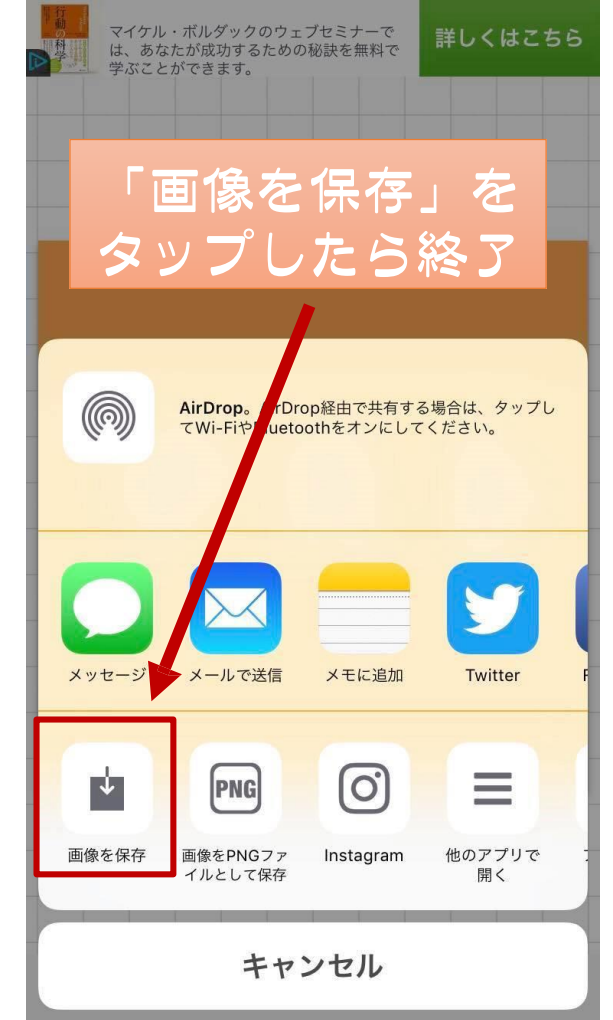 行動の科学
マイケル・ボルダックのウェブセミナーで
は、あなたが成功するための秘訣を無料で
学ぶことができます。
詳しくはこちら
「画像を保存」を
タップしたら終了
AirDrop。AirDrop経由で共有する場合は、タップし
てWi-FiやBluetoothをオンにしてください。
メッセージ
メールで送信
メモに追加
Twitter
F
画像を保存
画像をPNGファ
イルとして保存
PNG
Instagram
他のアプリで
開く
キャンセル